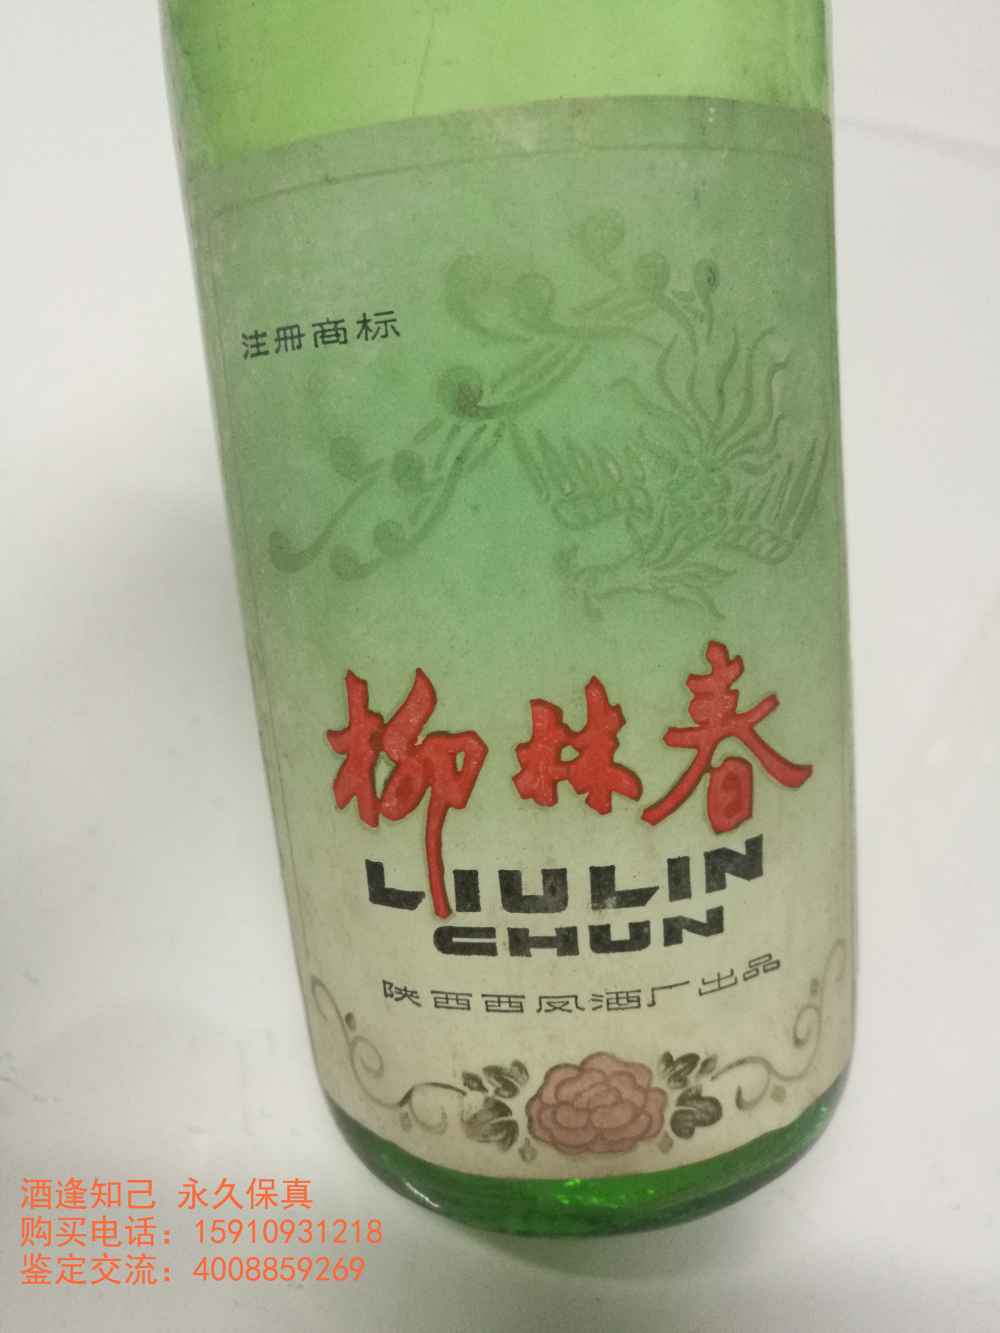 注册商标
柳林春
LIULIN
CHUN
陕西西凤酒厂出品
酒逢知己 永久保真
购买电话：15910931218
鉴定交流：4008859269